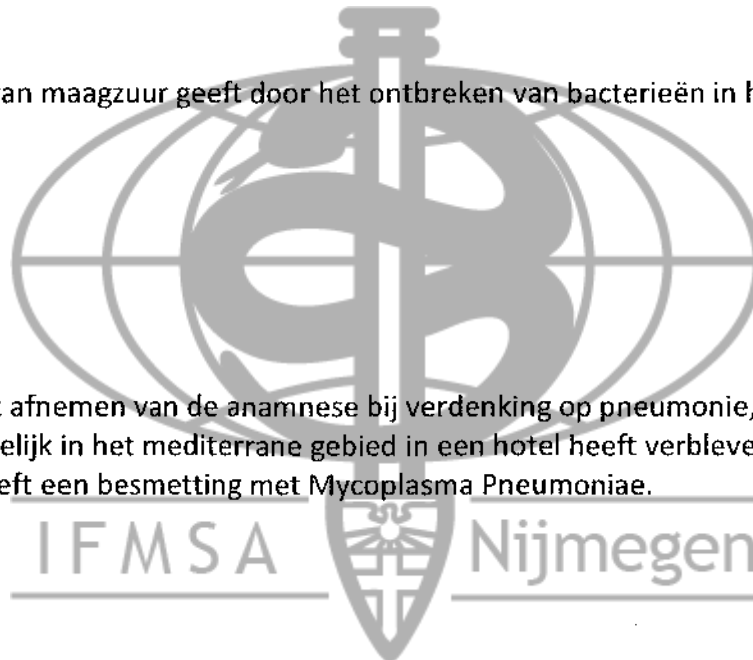 van maagzuur geeft door het ontbreken van bacterieën in h
t afnemen van de anamnese bij verdenking op pneumonie,
elijk in het mediterrane gebied in een hotel heeft verbleve
eft een besmetting met Mycoplasma Pneumoniae.
IFMSA Nijmegen